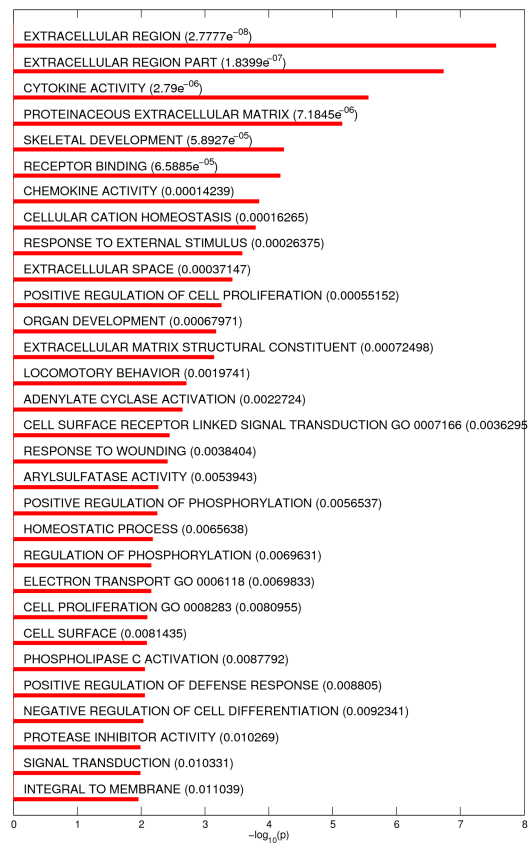 EXTRACELLULAR REGION (2.7777e−08)
EXTRACELLULAR REGION PART (1.8399e−07)
CYTOKINE ACTIVITY (2.79e−06)
PROTEINACEOUS EXTRACELLULAR MATRIX (7.1845e−06)
SKELETAL DEVELOPMENT (5.8927e−05)
RECEPTOR BINDING (6.5885e−05)
CHEMOKINE ACTIVITY (0.00014239)
CELLULAR CATION HOMEOSTASIS (0.00016265)
RESPONSE TO EXTERNAL STIMULUS (0.00026375)
EXTRACELLULAR SPACE (0.00037147)
POSITIVE REGULATION OF CELL PROLIFERATION (0.00055152)
ORGAN DEVELOPMENT (0.00067971)
EXTRACELLULAR MATRIX STRUCTURAL CONSTITUENT (0.00072498)
LOCOMOTORY BEHAVIOR (0.0019741)
ADENYLATE CYCLASE ACTIVATION (0.0022724)
CELL SURFACE RECEPTOR LINKED SIGNAL TRANSDUCTION GO 0007166 (0.0036295
RESPONSE TO WOUNDING (0.0038404)
ARYLSULFATASE ACTIVITY (0.0053943)
POSITIVE REGULATION OF PHOSPHORYLATION (0.0056537)
HOMEOSTATIC PROCESS (0.0065638)
REGULATION OF PHOSPHORYLATION (0.0069631)
ELECTRON TRANSPORT GO 0006118 (0.0069833)
CELL PROLIFERATION GO 0008283 (0.0080955)
CELL SURFACE (0.0081435)
PHOSPHOLIPASE C ACTIVATION (0.0087792)
POSITIVE REGULATION OF DEFENSE RESPONSE (0.008805)
NEGATIVE REGULATION OF CELL DIFFERENTIATION (0.0092341)
PROTEASE INHIBITOR ACTIVITY (0.010269)
SIGNAL TRANSDUCTION (0.010331)
INTEGRAL TO MEMBRANE (0.011039)
0 1 2 3 4 5 6 7 8
−log10(p)